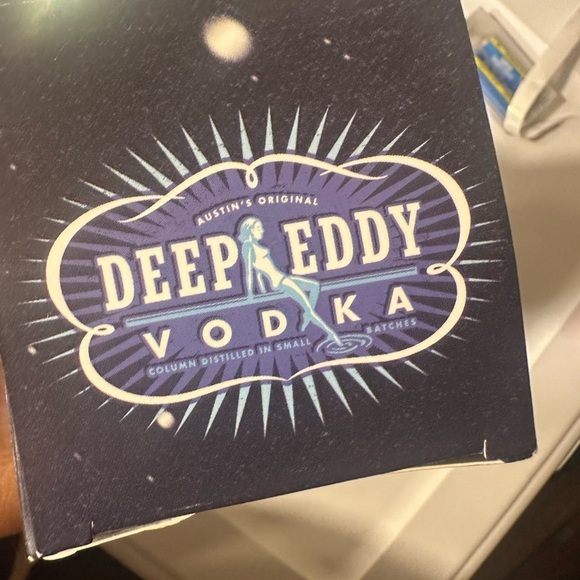 AUSTIN'S ORIGINAL
DEEP EDDY
VODKA
COLUMN DISTILLED IN SMALL BATCHES